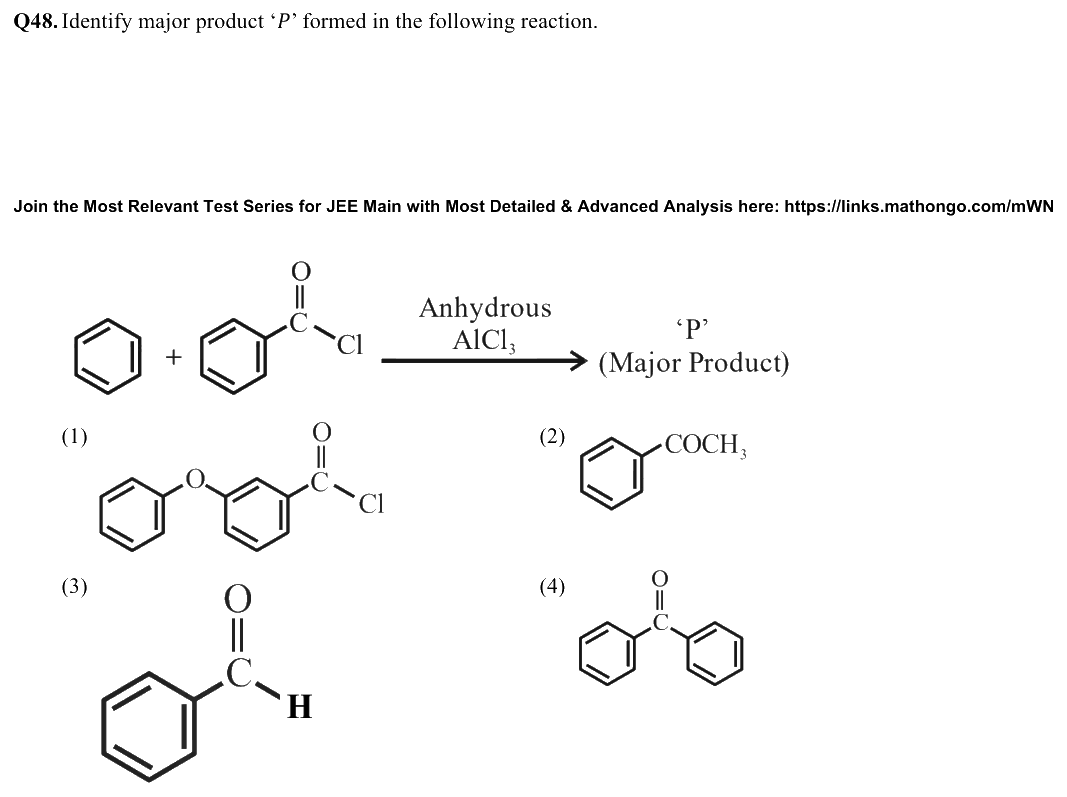 Q48. Identify major product ‘P’ formed in the following reaction.
Join the Most Relevant Test Series for JEE Main with Most Detailed & Advanced Analysis here: https://links.mathongo.com/mWN
O
C
Cl
+
Anhydrous
AlCl₃
‘P’
(Major Product)
(1)
O
O
C
Cl
(2)
COCH₃
(3)
O
C
H
(4)
O
C